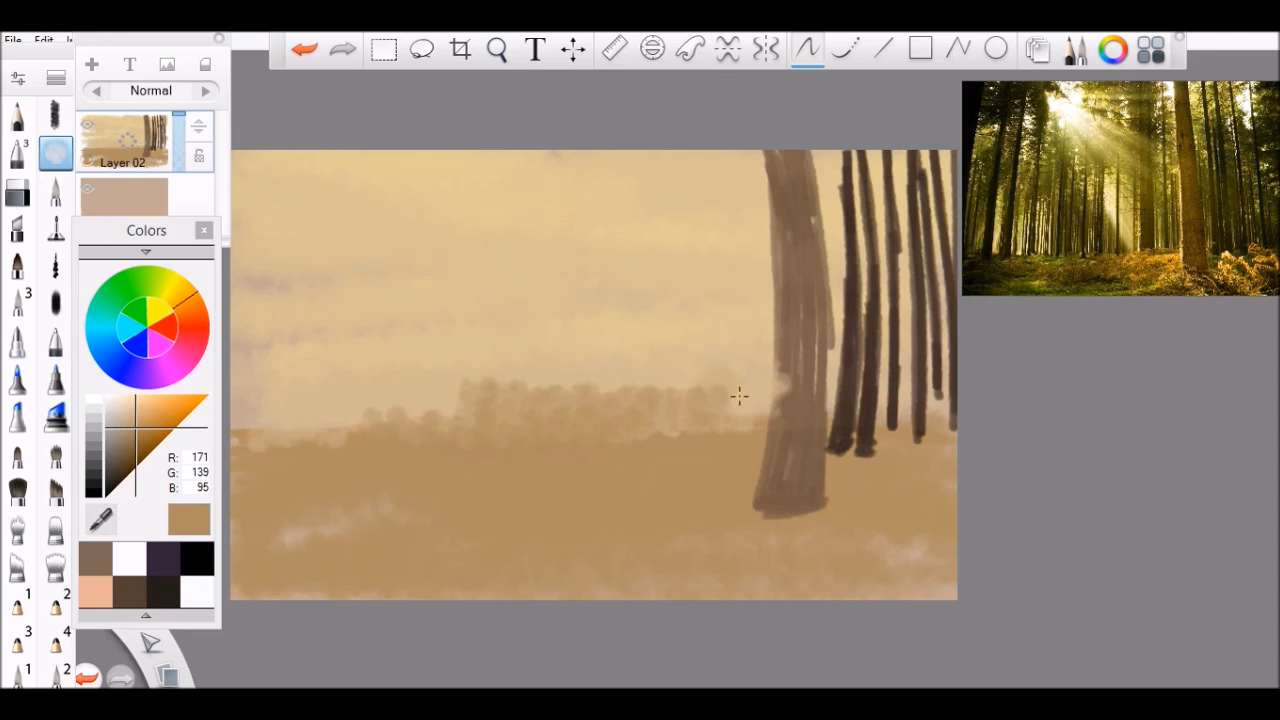 File Edit
T
T
Normal
3
Layer 02
Colors x
3
R: 171
G: 139
B: 95
1 2
3 4
1 2